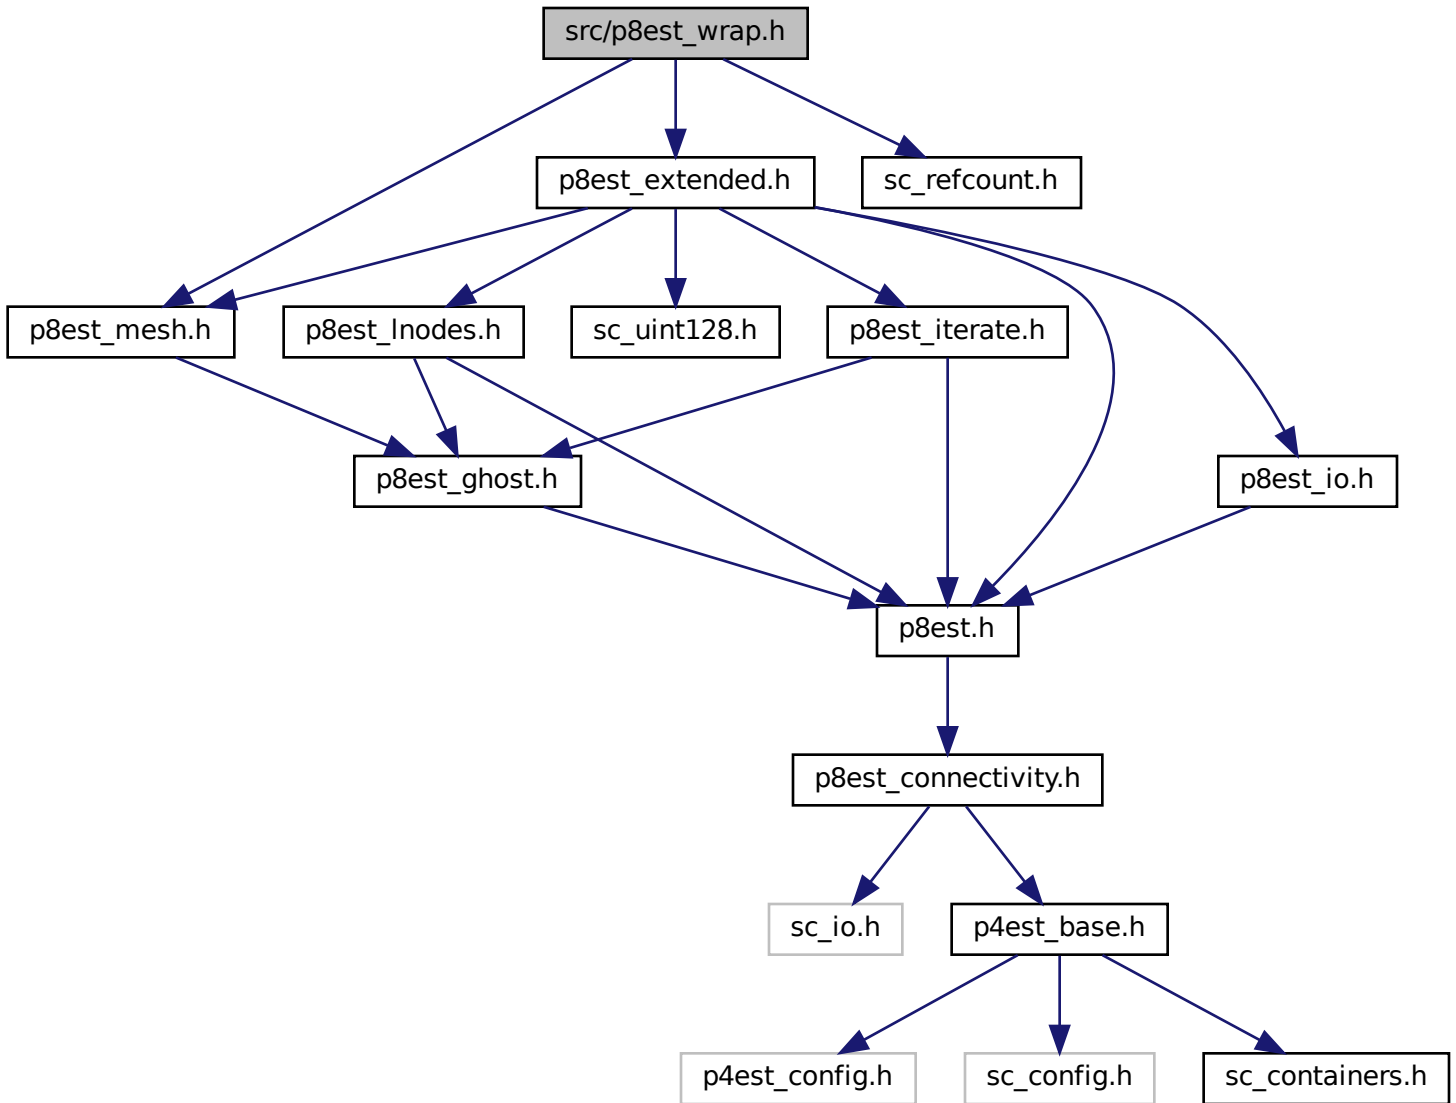 src/p8est_wrap.h
p8est_extended.h
sc_refcount.h
p8est_mesh.h
p8est_lnodes.h
sc_uint128.h
p8est_iterate.h
p8est_ghost.h
p8est_io.h
p8est.h
p8est_connectivity.h
sc_io.h
p4est_base.h
p4est_config.h
sc_config.h
sc_containers.h